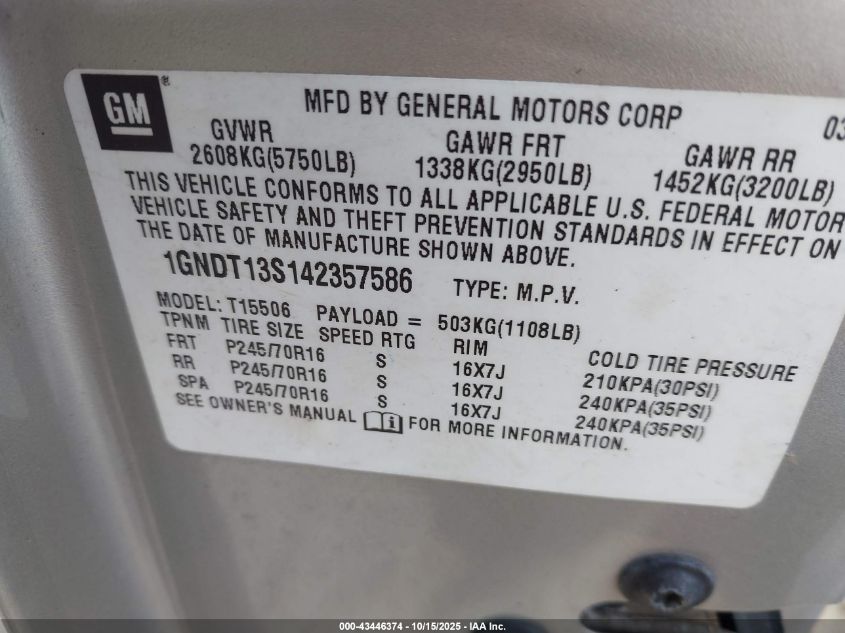 GM
MFD BY GENERAL MOTORS CORP 03
GVWR GAWR FRT GAWR RR
2608KG(5750LB) 1338KG(2950LB) 1452KG(3200LB)
THIS VEHICLE CONFORMS TO ALL APPLICABLE U.S. FEDERAL MOTOR
VEHICLE SAFETY AND THEFT PREVENTION STANDARDS IN EFFECT ON
THE DATE OF MANUFACTURE SHOWN ABOVE.
1GNDT13S142357586 TYPE: M.P.V.
MODEL: T15506 PAYLOAD = 503KG(1108LB)
TPNM TIRE SIZE SPEED RTG RIM COLD TIRE PRESSURE
FRT P245/70R16 S 16X7J 210KPA(30PSI)
RR P245/70R16 S 16X7J 240KPA(35PSI)
SPA P245/70R16 S 16X7J 240KPA(35PSI)
SEE OWNER'S MANUAL FOR MORE INFORMATION.
000-43446374 | 10/15/2025 - IAA Inc.